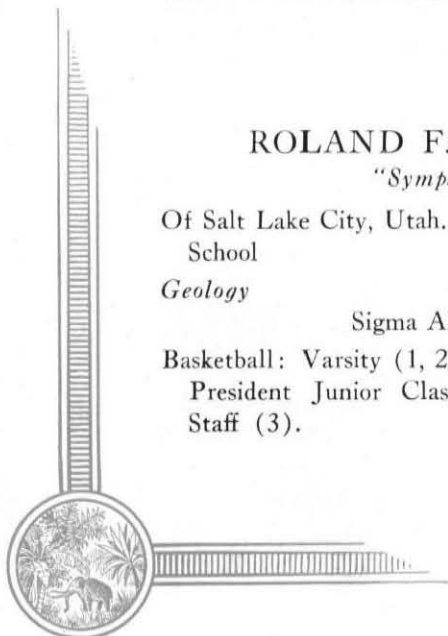 ROLAND F.
"Symp
Of Salt Lake City, Utah.
School
Geology
Sigma A
Basketball: Varsity (1, 2
President Junior Clas
Staff (3).